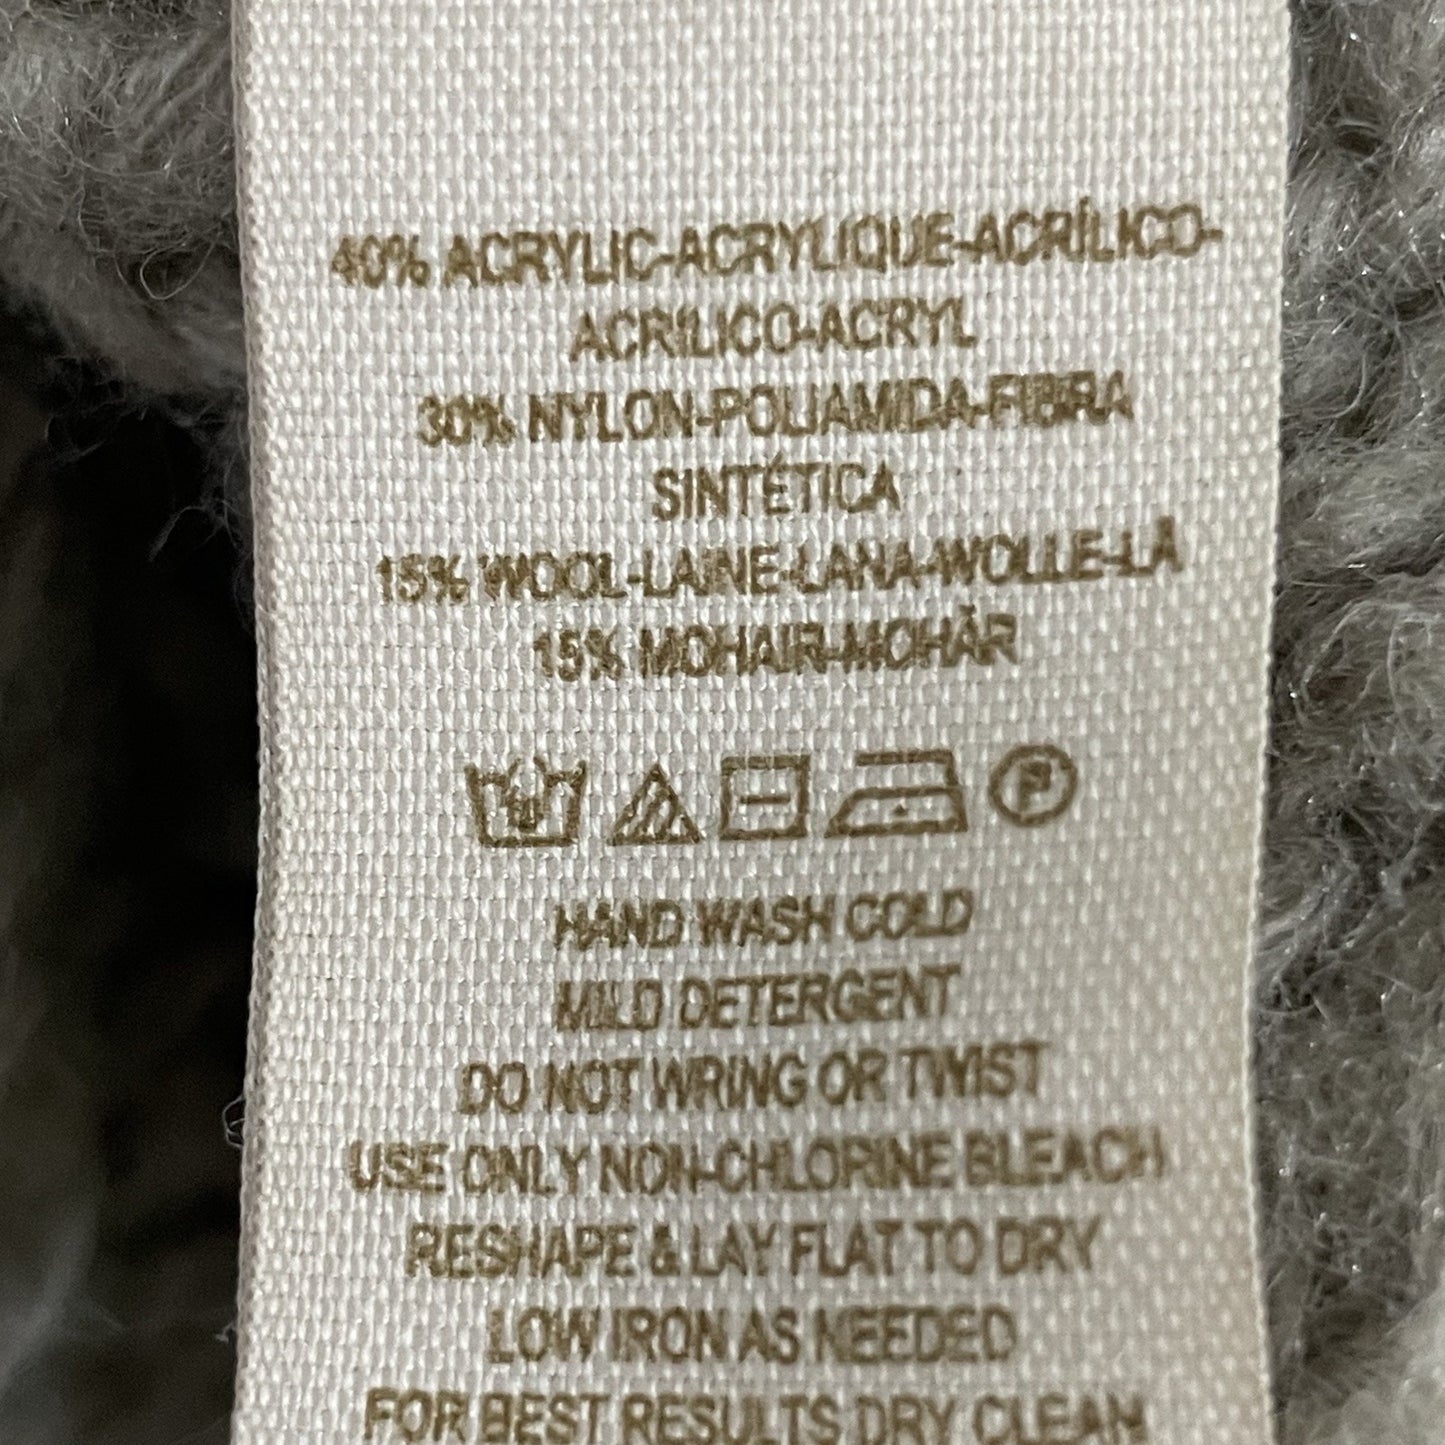 40% ACRYLIC-ACRYLIQUE-ACRÍLICO-
ACRILICO-ACRYL
30% NYLON-POLIAMIDA-FIBRA
SINTÉTICA
15% WOOL-LAINE-LANA-WOLLE-LÃ
15% MOHAIR-MOHĂR
P
HAND WASH COLD
MILD DETERGENT
DO NOT WRING OR TWIST
USE ONLY NON-CHLORINE BLEACH
RESHAPE & LAY FLAT TO DRY
LOW IRON AS NEEDED
FOR BEST RESULTS DRY CLEAN